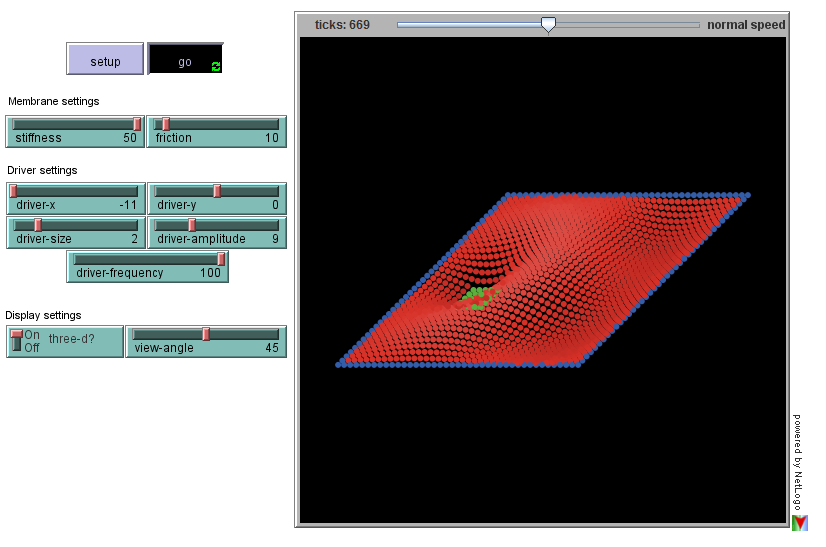 ticks: 669
normal speed
setup
go
Membrane settings
stiffness 50
friction 10
Driver settings
driver-x -11
driver-y 0
driver-size 2
driver-amplitude 9
driver-frequency 100
Display settings
On
Off
three-d?
view-angle 45
powered by NetLogo